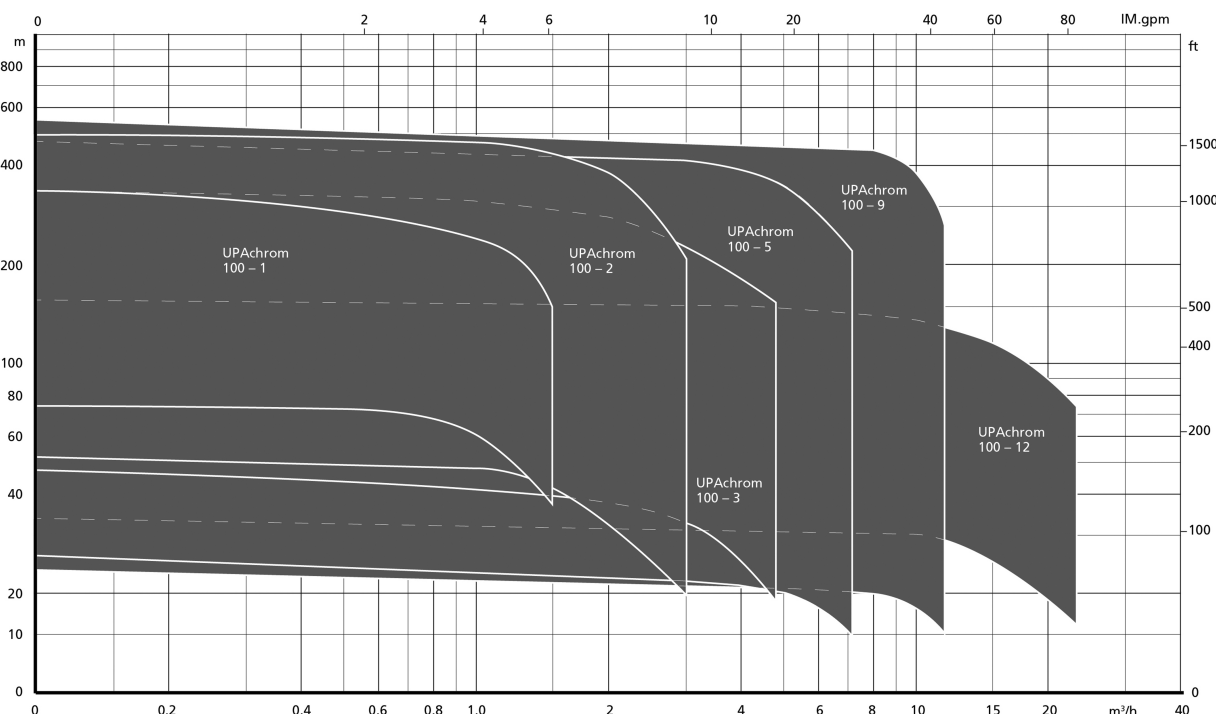 0 2 4 6 10 20 40 60 80 IM.gpm
m
ft
800
600
400
200
100
80
60
40
20
10
0
1500
1000
500
400
200
100
0
UPAchrom
100 – 9
UPAchrom
100 – 5
UPAchrom
100 – 1
UPAchrom
100 – 2
UPAchrom
100 – 12
UPAchrom
100 – 3
0 0.2 0.4 0.6 0.8 1.0 2 4 6 8 10 15 20 m³/h 40